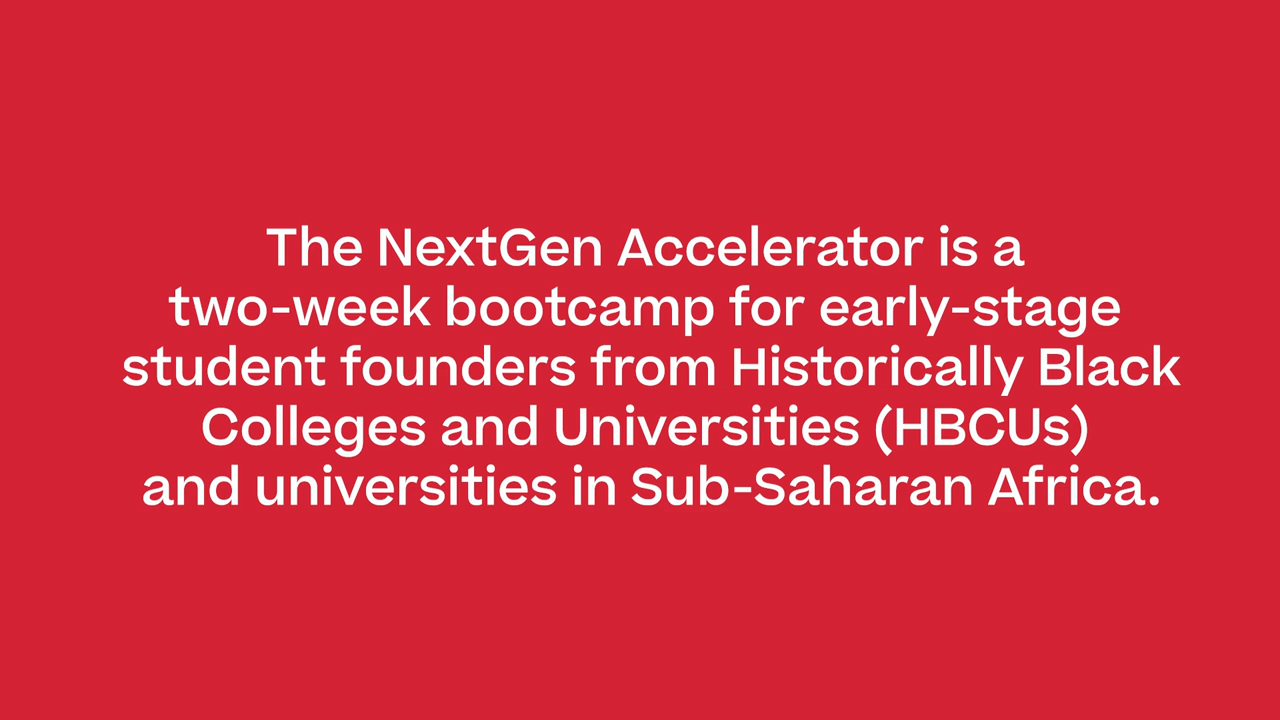 The NextGen Accelerator is a
two-week bootcamp for early-stage
student founders from Historically Black
Colleges and Universities (HBCUs)
and universities in Sub-Saharan Africa.